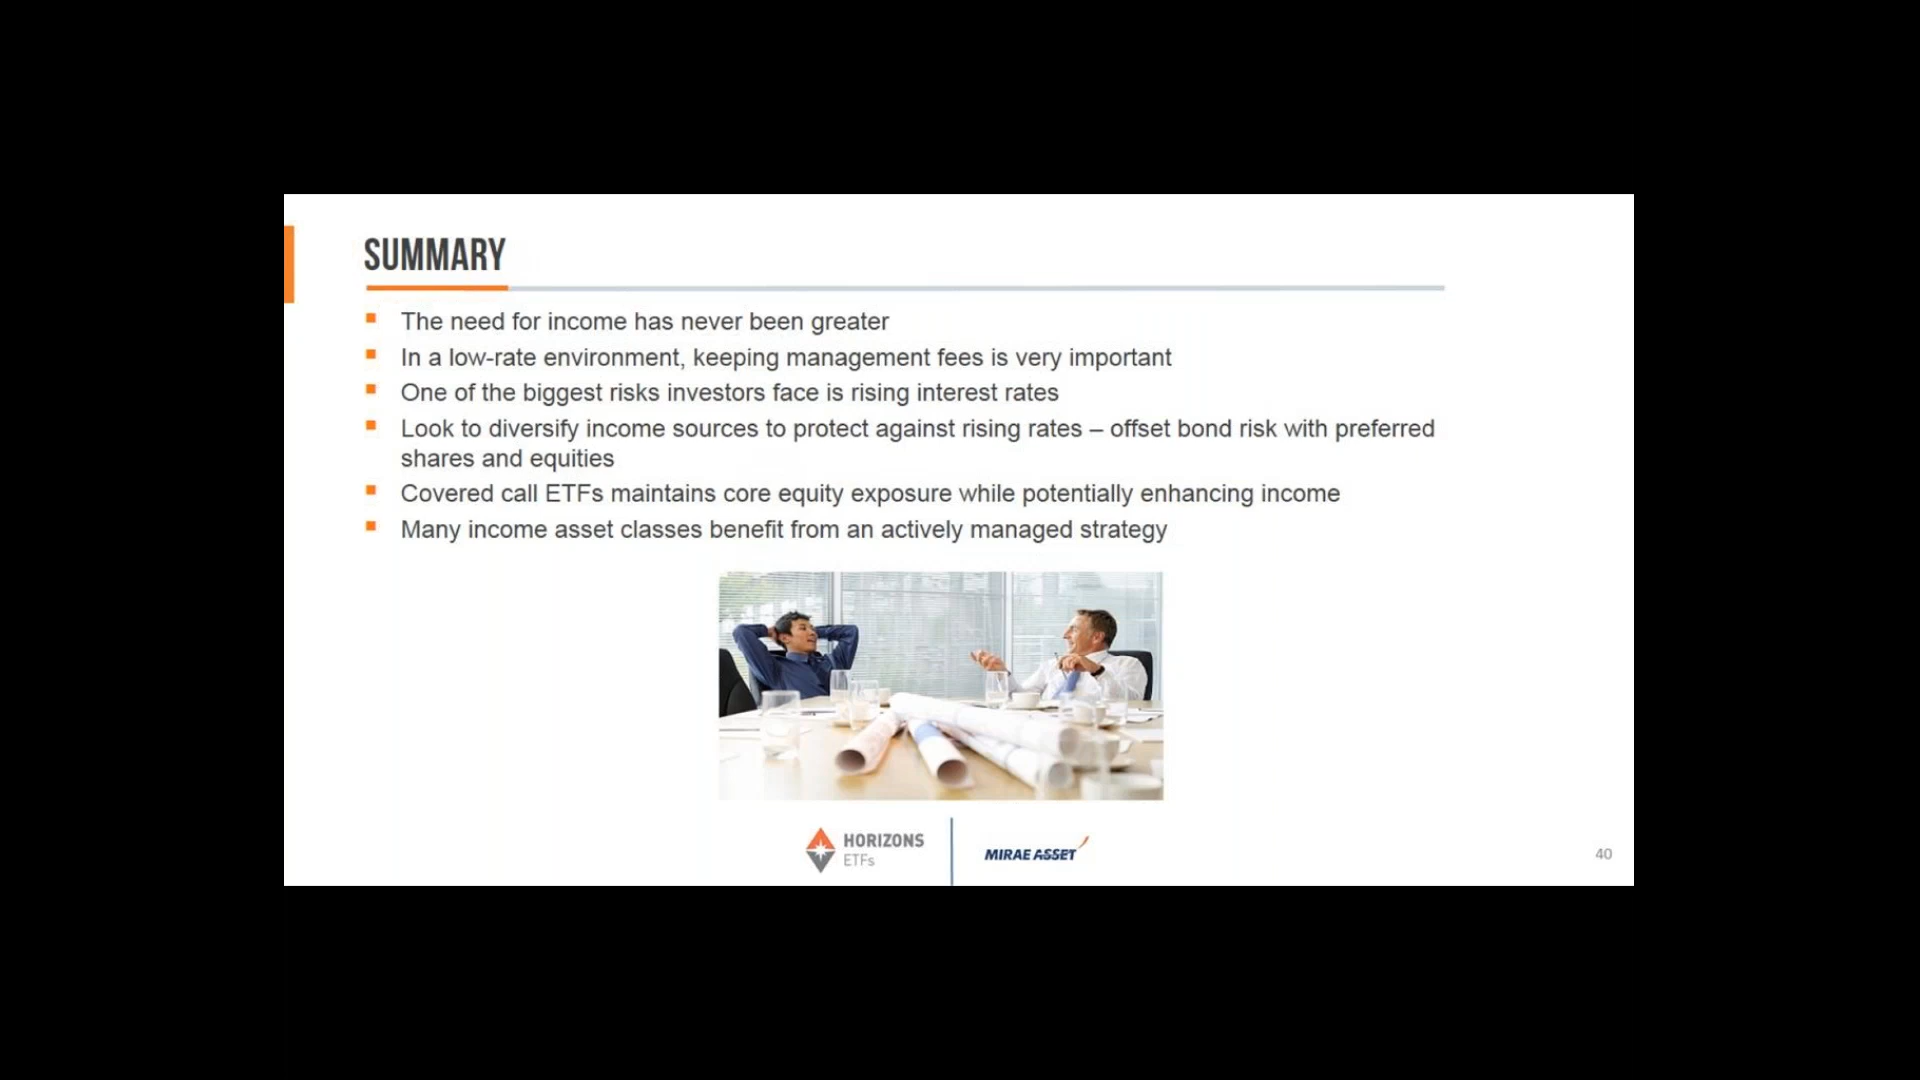 SUMMARY
The need for income has never been greater
In a low-rate environment, keeping management fees is very important
One of the biggest risks investors face is rising interest rates
Look to diversify income sources to protect against rising rates – offset bond risk with preferred
shares and equities
Covered call ETFs maintains core equity exposure while potentially enhancing income
Many income asset classes benefit from an actively managed strategy
HORIZONS
ETFs
MIRAE ASSET
40